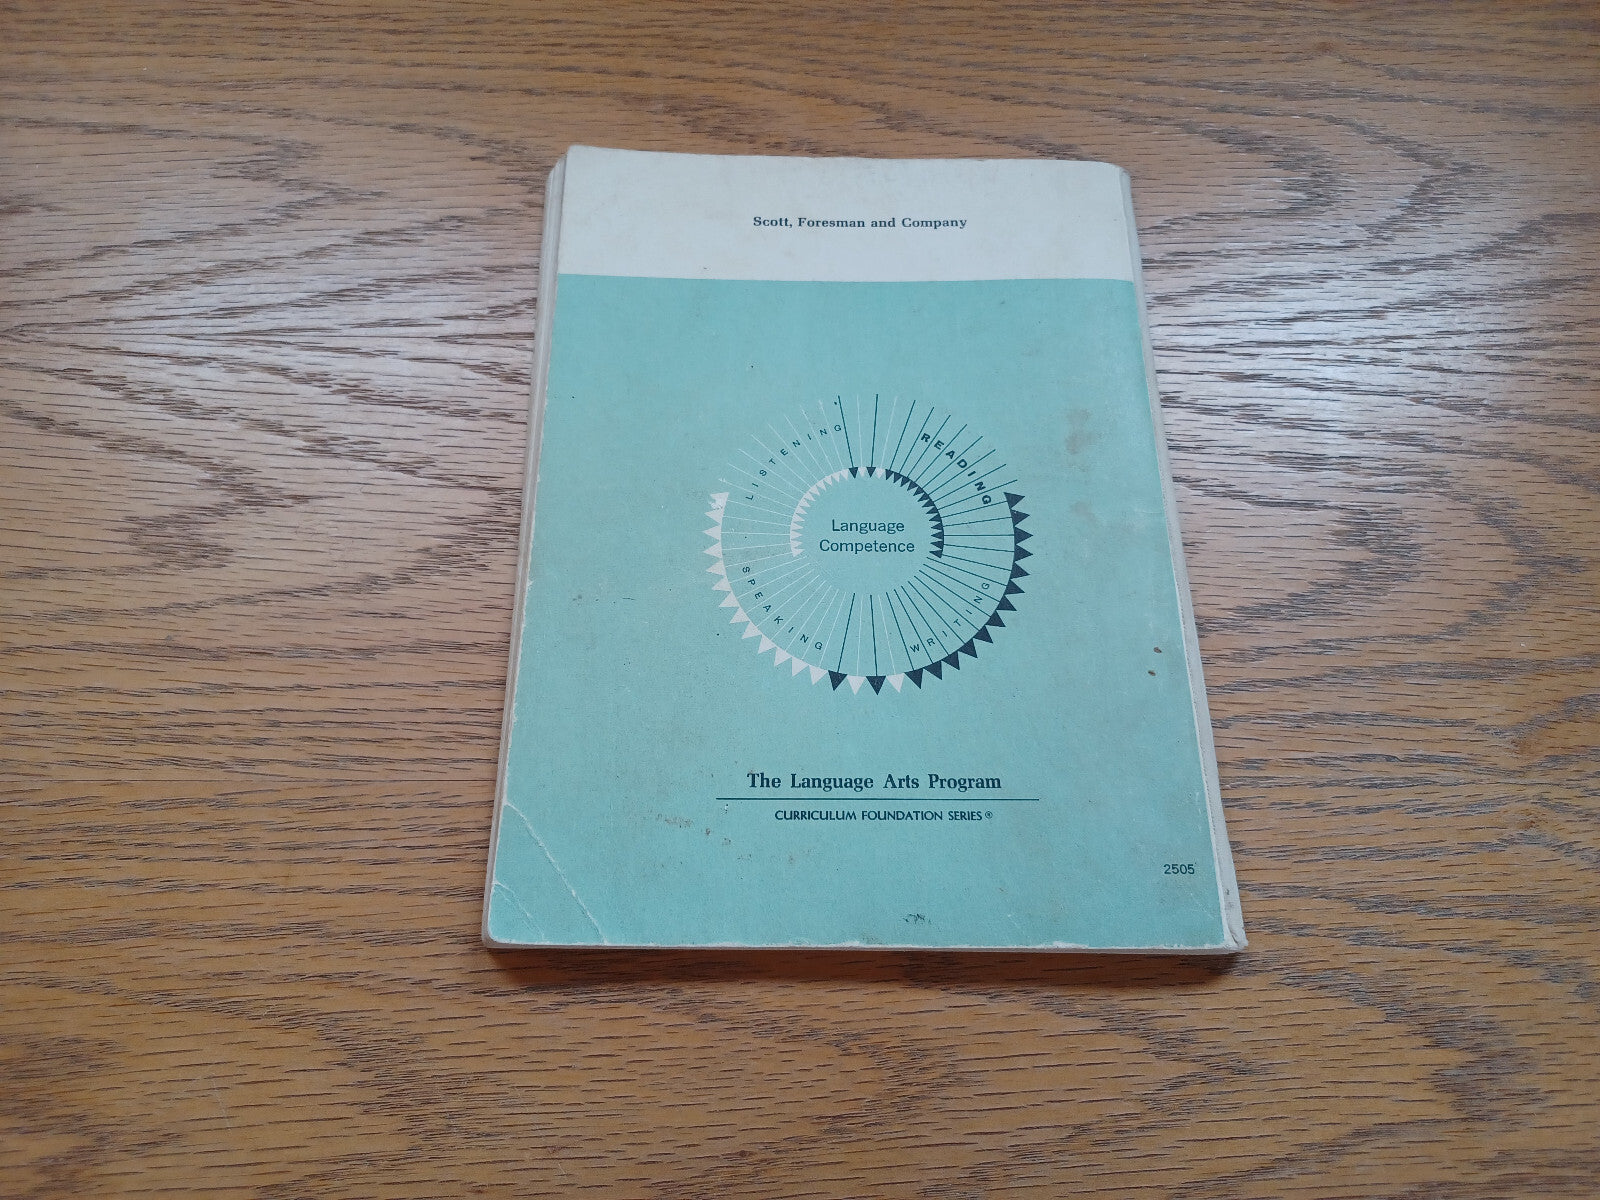 Scott, Foresman and Company
LISTENING
READING
Language
Competence
SPEAKING
WRITING
The Language Arts Program
CURRICULUM FOUNDATION SERIES®
2505